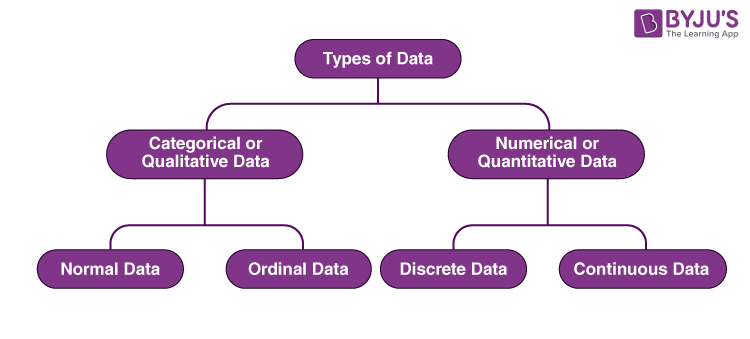 BYJU'S
The Learning App
Types of Data
Categorical or
Qualitative Data
Numerical or
Quantitative Data
Normal Data
Ordinal Data
Discrete Data
Continuous Data